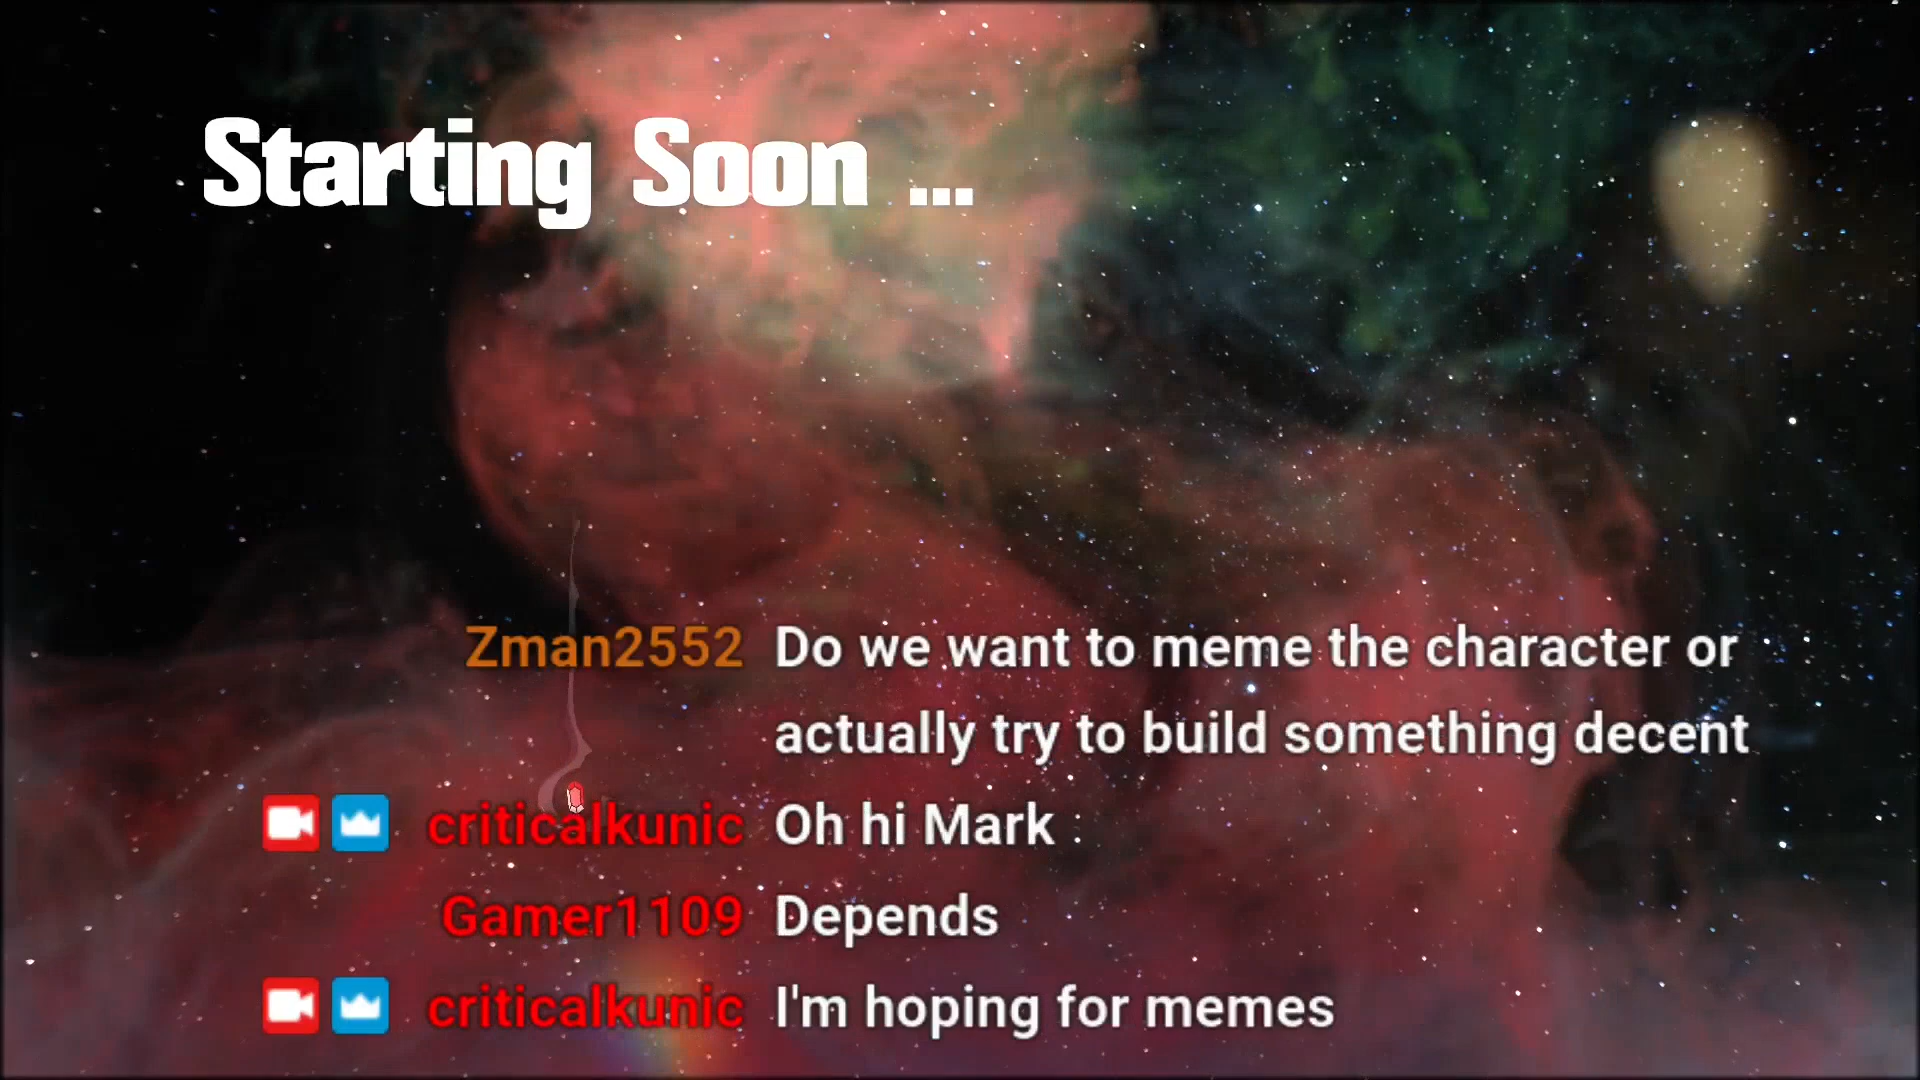 Starting Soon ...
Zman2552 Do we want to meme the character or
actually try to build something decent
criticalkunic Oh hi Mark :
Gamer1109 Depends
criticalkunic I'm hoping for memes